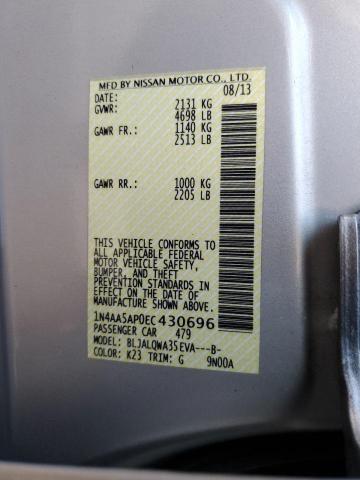 MFD BY NISSAN MOTOR CO., LTD.
DATE: 08/13
GVWR: 2131 KG
4698 LB
GAWR FR.: 1140 KG
2513 LB
GAWR RR.: 1000 KG
2205 LB
THIS VEHICLE CONFORMS TO
ALL APPLICABLE FEDERAL
MOTOR VEHICLE SAFETY,
BUMPER, AND THEFT
PREVENTION STANDARDS IN
EFFECT ON THE DATE OF
MANUFACTURE SHOWN ABOVE.
1N4AA5AP0EC430696
PASSENGER CAR 479
MODEL: BLJALQWA35EVA---B-
COLOR: K23 TRIM: G 9N00A